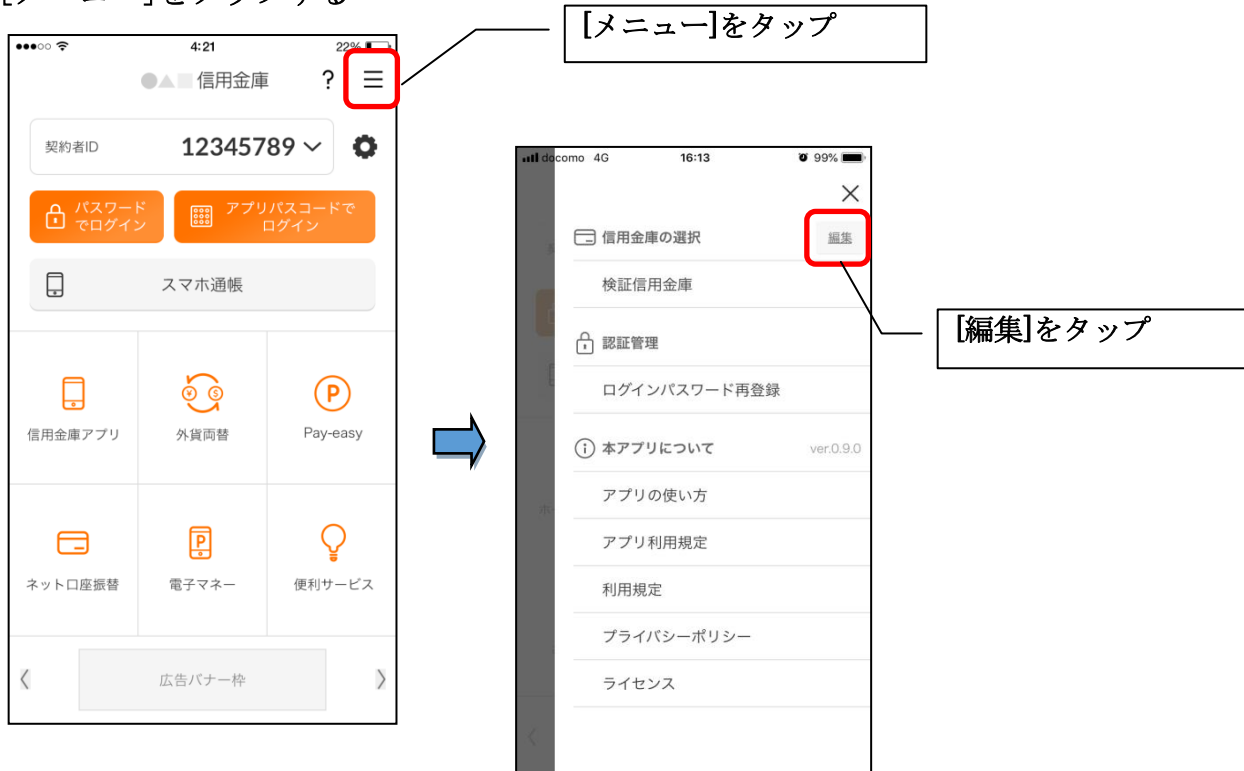 [メニュー]をタップする
[メニュー]をタップ
4:21
22%
●▲■信用金庫
?
契約者ID
12345789
パスワード
でログイン
アプリパスコードで
ログイン
スマホ通帳
信用金庫アプリ
外貨両替
Pay-easy
ネット口座振替
電子マネー
便利サービス
広告バナー枠
docomo 4G
16:13
99%
信用金庫の選択
編集
検証信用金庫
認証管理
ログインパスワード再登録
本アプリについて
ver.0.9.0
アプリの使い方
アプリ利用規定
利用規定
プライバシーポリシー
ライセンス
[編集]をタップ